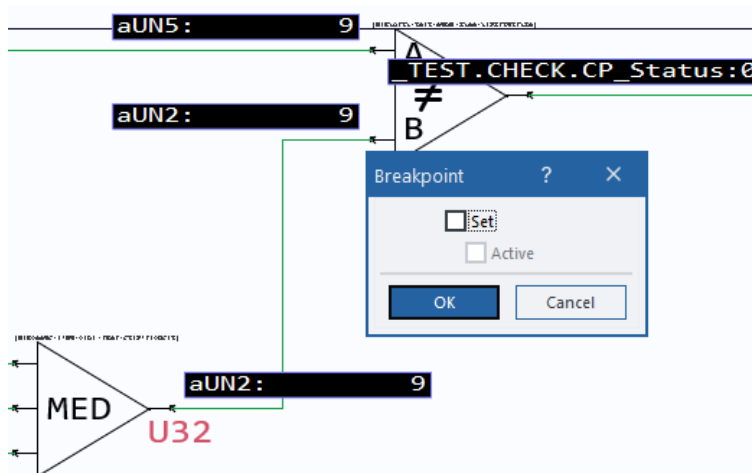 aUN5: 9
A
_TEST.CHECK.CP_Status:0
≠
aUN2: 9
B
Breakpoint ? ×
Set
Active
OK Cancel
aUN2: 9
MED
U32